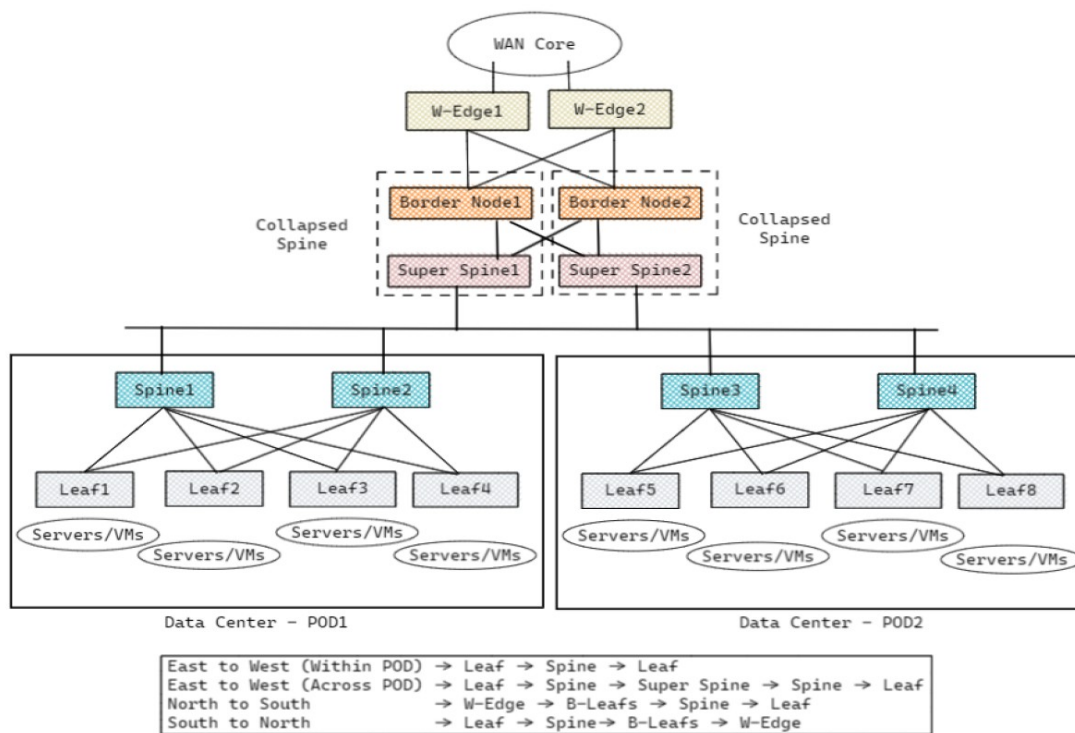 WAN Core
W-Edge1
W-Edge2
Border Node1
Border Node2
Collapsed
Spine
Collapsed
Spine
Super Spine1
Super Spine2
Spine1
Spine2
Spine3
Spine4
Leaf1
Leaf2
Leaf3
Leaf4
Leaf5
Leaf6
Leaf7
Leaf8
Servers/VMs
Servers/VMs
Servers/VMs
Servers/VMs
Servers/VMs
Servers/VMs
Servers/VMs
Servers/VMs
Data Center - POD1
Data Center - POD2
East to West (Within POD) → Leaf → Spine → Leaf
East to West (Across POD) → Leaf → Spine → Super Spine → Spine → Leaf
North to South → W-Edge → B-Leafs → Spine → Leaf
South to North → Leaf → Spine→ B-Leafs → W-Edge